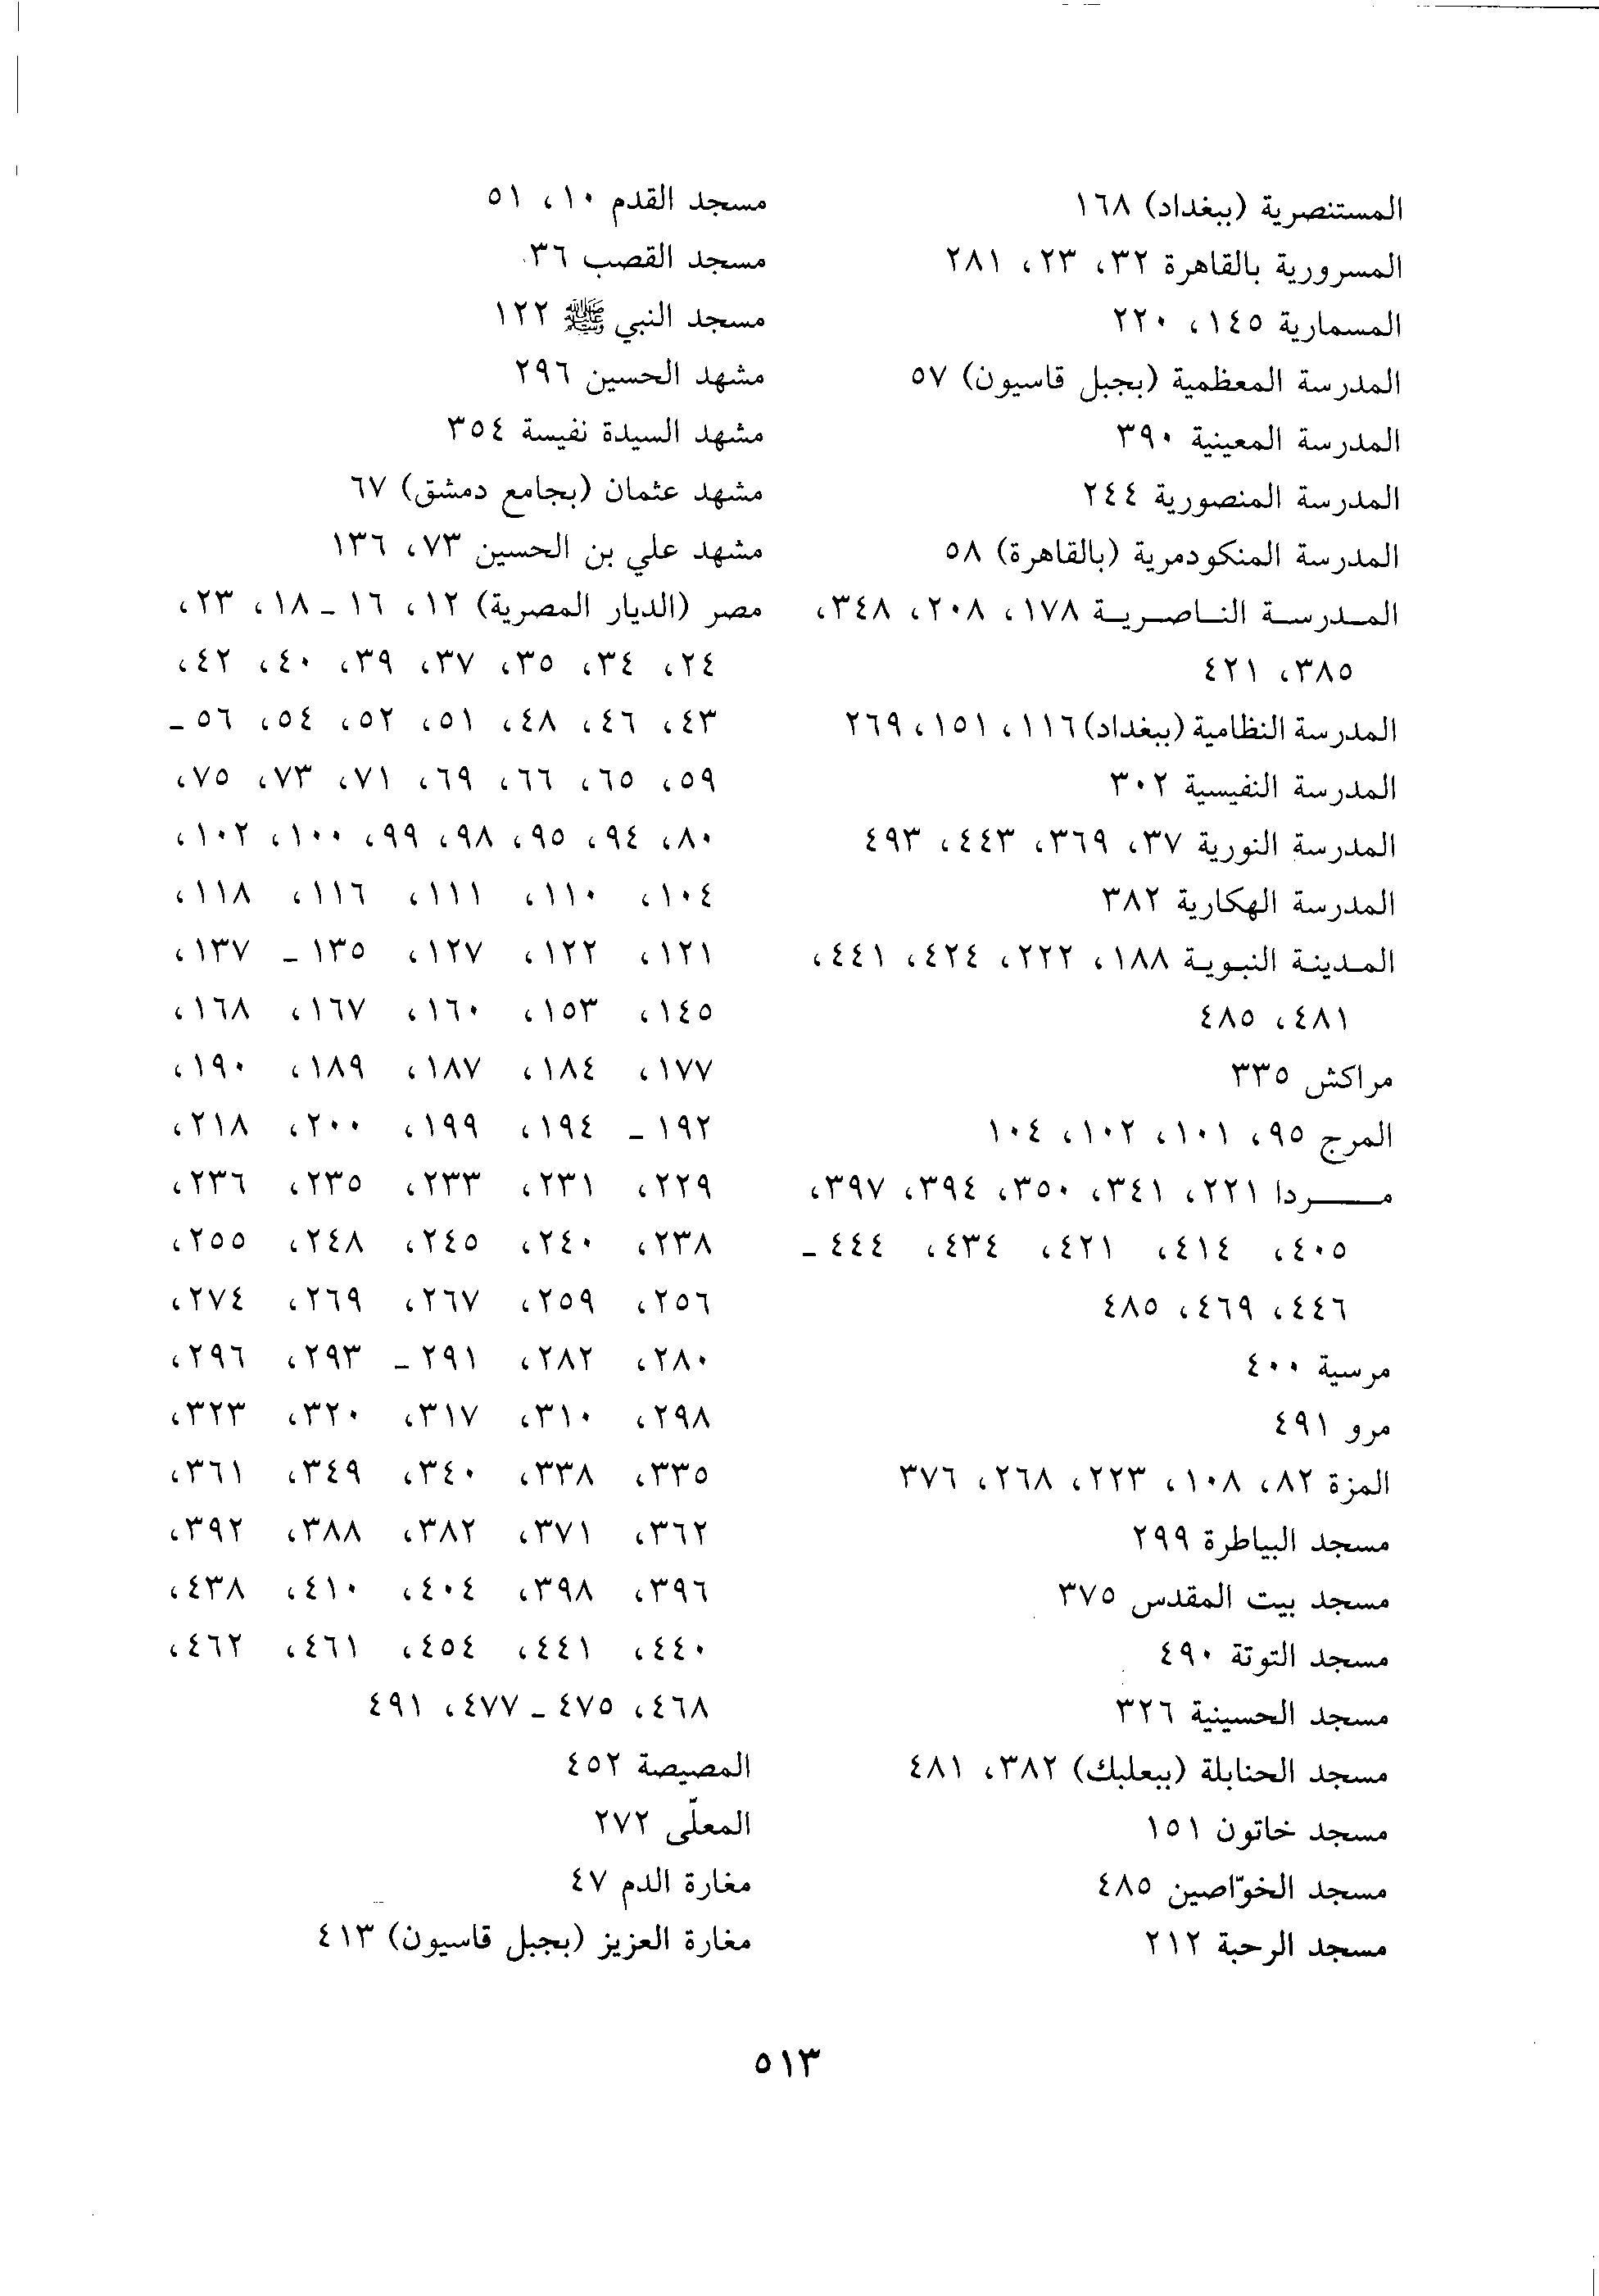 المستنصرية (ببغداد) ١٦٨
المسرورية بالقاهرة ٣٢، ٢٣، ٢٨١
المسمارية ١٤٥، ٢٢٠
المدرسة المعظمية (بجبل قاسيون) ٥٧
المدرسة المعينية ٣٩٠
المدرسة المنصورية ٢٤٤
المدرسة المنكودمرية (بالقاهرة) ٥٨
المدرسة الناصرية ١٧٨، ٢٠٨، ٣٤٨،
٣٨٥، ٤٢١
المدرسة النظامية (ببغداد) ١١٦، ١٥١، ٢٦٩
المدرسة النفيسية ٣٠٢
المدرسة النورية ٣٧، ٣٦٩، ٤٤٣، ٤٩٣
المدرسة الهكارية ٣٨٢
المدينة النبوية ١٨٨، ٢٢٢، ٤٢٤، ٤٤١،
٤٨١، ٤٨٥
مراكش ٣٣٥
المرج ٩٥، ١٠١، ١٠٢، ١٠٤
مردا ٢٢١، ٣٤١، ٣٥٠، ٣٩٤، ٣٩٧،
٤٠٥، ٤١٤، ٤٢١، ٤٣٤، ٤٤٤ ـ
٤٤٦، ٤٦٩، ٤٨٥
مرسية ٤٠٠
مرو ٤٩١
المزة ٨٢، ١٠٨، ٢٢٣، ٢٦٨، ٣٧٦
مسجد البياطرة ٢٩٩
مسجد بيت المقدس ٣٧٥
مسجد التوتة ٤٩٠
مسجد الحسينية ٣٢٦
مسجد الحنابلة (ببعلبك) ٣٨٢، ٤٨١
مسجد خاتون ١٥١
مسجد الخوّاصين ٤٨٥
مسجد الرحبة ٢١٢
مسجد القدم ١٠، ٥١
مسجد القصب ٣٦
مسجد النبي ﷺ ١٢٢
مشهد الحسين ٢٩٦
مشهد السيدة نفيسة ٣٥٤
مشهد عثمان (بجامع دمشق) ٦٧
مشهد علي بن الحسين ٧٣، ١٣٦
مصر (الديار المصرية) ١٢، ١٦ ـ ١٨، ٢٣،
٢٤، ٣٤، ٣٥، ٣٧، ٣٩، ٤٠، ٤٢،
٤٣، ٤٦، ٤٨، ٥١، ٥٢، ٥٤، ٥٦ ـ
٥٩، ٦٥، ٦٦، ٦٩، ٧١، ٧٣، ٧٥،
٨٠، ٩٤، ٩٥، ٩٨، ٩٩، ١٠٠، ١٠٢،
١٠٤، ١١٠، ١١١، ١١٦، ١١٨،
١٢١، ١٢٢، ١٢٧، ١٣٥ ـ ١٣٧،
١٤٥، ١٥٣، ١٦٠، ١٦٧، ١٦٨،
١٧٧، ١٨٤، ١٨٧، ١٨٩، ١٩٠،
١٩٢ ـ ١٩٤، ١٩٩، ٢٠٠، ٢١٨،
٢٢٩، ٢٣١، ٢٣٣، ٢٣٥، ٢٣٦،
٢٣٨، ٢٤٠، ٢٤٥، ٢٤٨، ٢٥٥،
٢٥٦، ٢٥٩، ٢٦٧، ٢٦٩، ٢٧٤،
٢٨٠، ٢٨٢، ٢٩١ ـ ٢٩٣، ٢٩٦،
٢٩٨، ٣١٠، ٣١٧، ٣٢٠، ٣٢٣،
٣٣٥، ٣٣٨، ٣٤٠، ٣٤٩، ٣٦١،
٣٦٢، ٣٧١، ٣٨٢، ٣٨٨، ٣٩٢،
٣٩٦، ٣٩٨، ٤٠٤، ٤١٠، ٤٣٨،
٤٤٠، ٤٤١، ٤٥٤، ٤٦١، ٤٦٢،
٤٦٨، ٤٧٥ ـ ٤٧٧، ٤٩١
المصيصة ٤٥٢
المعلّى ٢٧٢
مغارة الدم ٤٧
مغارة العزيز (بجبل قاسيون) ٤١٣
٥١٣